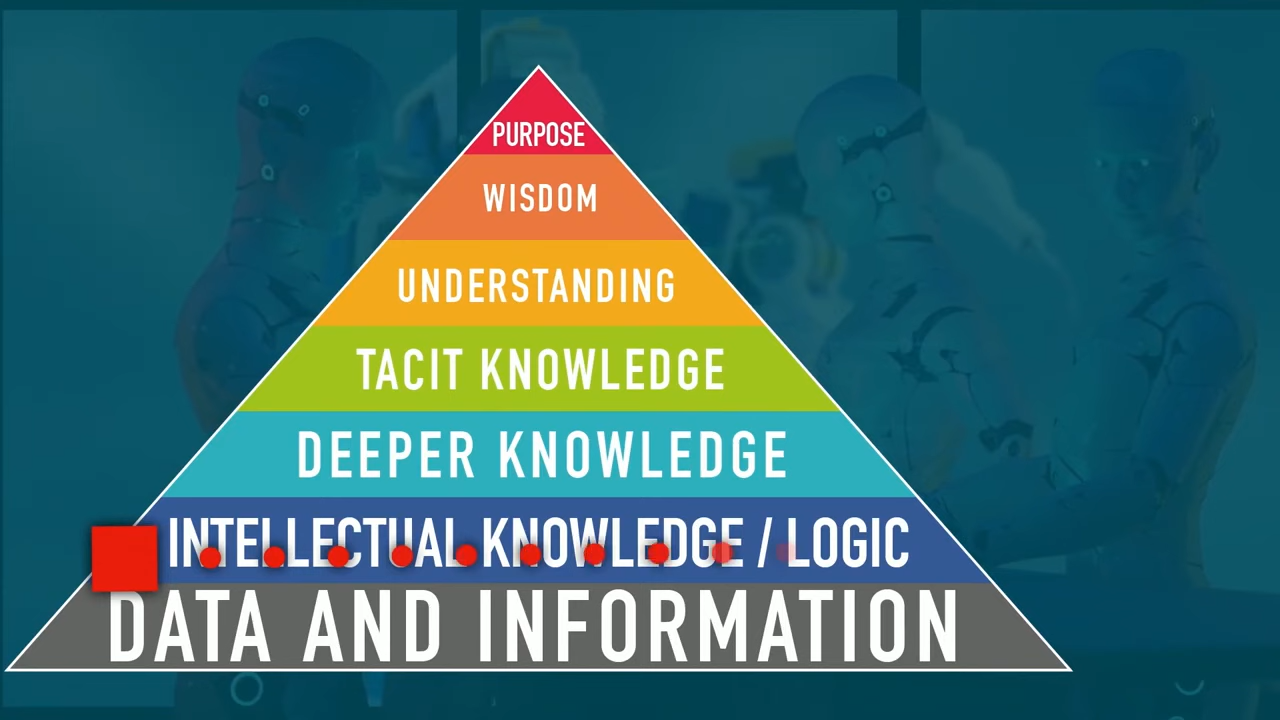 PURPOSE
WISDOM
UNDERSTANDING
TACIT KNOWLEDGE
DEEPER KNOWLEDGE
INTELLECTUAL KNOWLEDGE / LOGIC
DATA AND INFORMATION